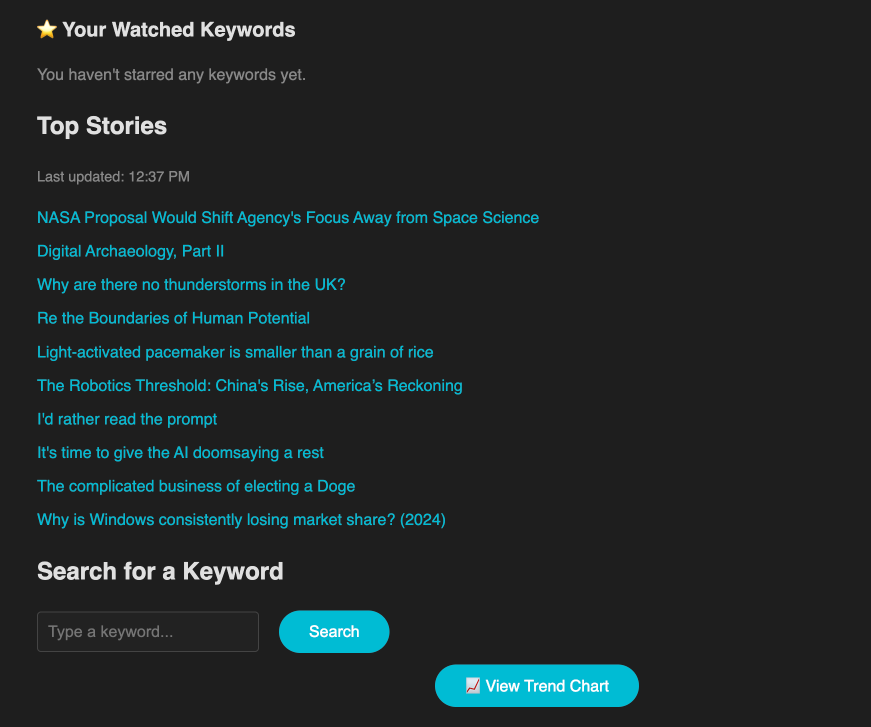 ⭐ Your Watched Keywords
You haven't starred any keywords yet.
Top Stories
Last updated: 12:37 PM
NASA Proposal Would Shift Agency's Focus Away from Space Science
Digital Archaeology, Part II
Why are there no thunderstorms in the UK?
Re the Boundaries of Human Potential
Light-activated pacemaker is smaller than a grain of rice
The Robotics Threshold: China's Rise, America’s Reckoning
I'd rather read the prompt
It's time to give the AI doomsaying a rest
The complicated business of electing a Doge
Why is Windows consistently losing market share? (2024)
Search for a Keyword
Type a keyword...
Search
📈 View Trend Chart